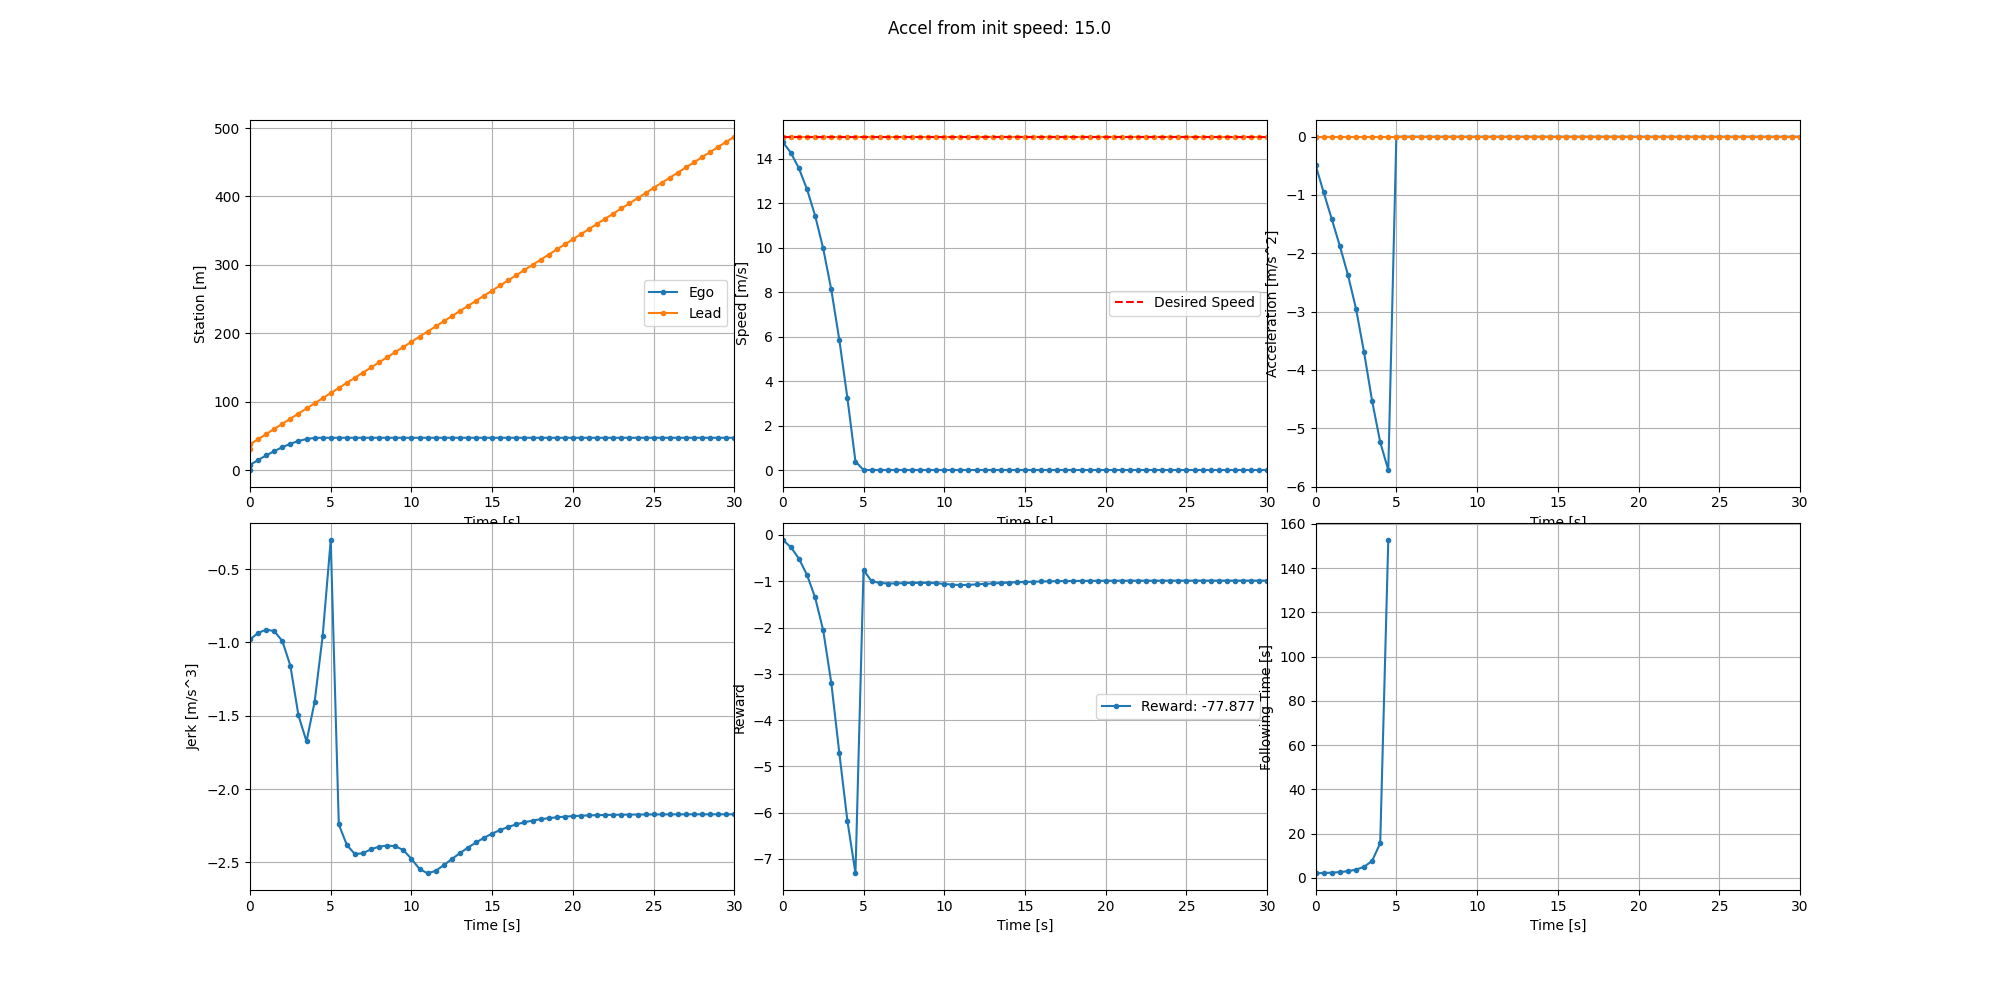 Accel from init speed: 15.0
Station [m]
500
400
300
200
100
0
Ego
Lead
0 5 10 15 20 25 30
Time [s]
Speed [m/s]
14
12
10
8
6
4
2
0
Desired Speed
0 5 10 15 20 25 30
Time [s]
Acceleration [m/s^2]
0
−1
−2
−3
−4
−5
−6
0 5 10 15 20 25 30
Time [s]
Jerk [m/s^3]
−0.5
−1.0
−1.5
−2.0
−2.5
0 5 10 15 20 25 30
Time [s]
Reward
0
−1
−2
−3
−4
−5
−6
−7
Reward: -77.877
0 5 10 15 20 25 30
Time [s]
Following Time [s]
160
140
120
100
80
60
40
20
0
0 5 10 15 20 25 30
Time [s]